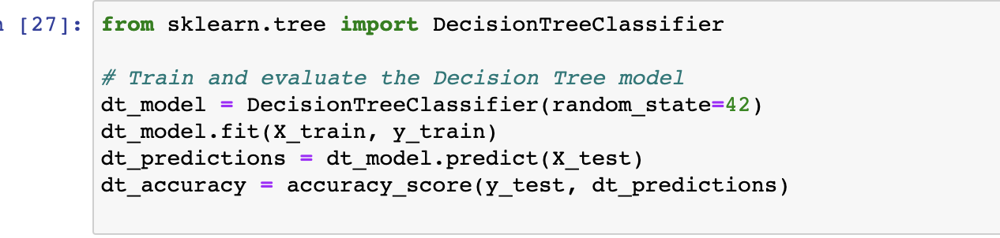 [27]: from sklearn.tree import DecisionTreeClassifier
# Train and evaluate the Decision Tree model
dt_model = DecisionTreeClassifier(random_state=42)
dt_model.fit(X_train, y_train)
dt_predictions = dt_model.predict(X_test)
dt_accuracy = accuracy_score(y_test, dt_predictions)